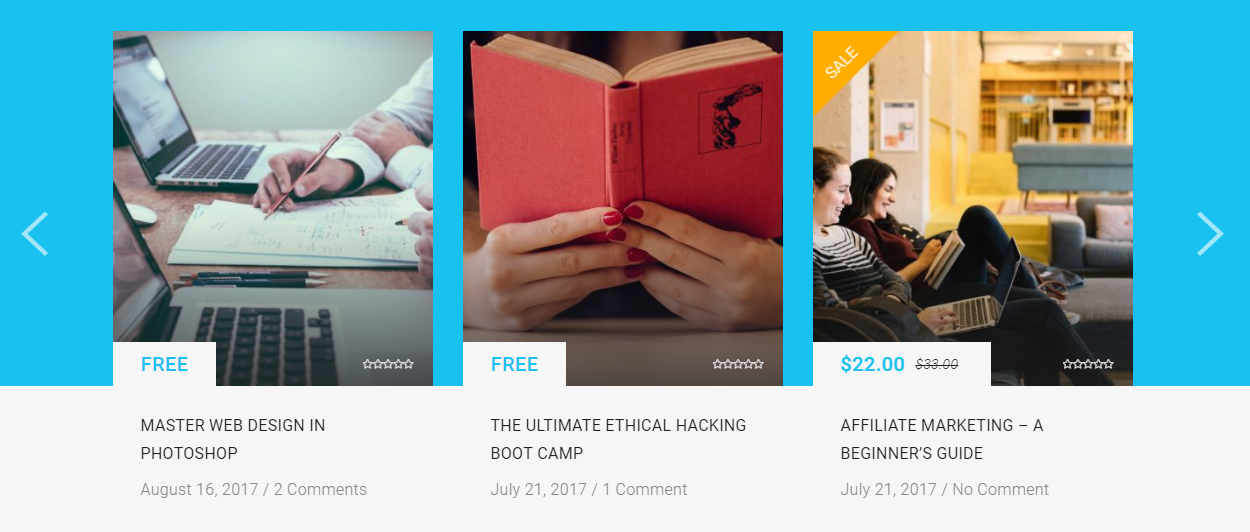 SALE
FREE
FREE
$22.00 $33.00
MASTER WEB DESIGN IN
PHOTOSHOP
August 16, 2017 / 2 Comments
THE ULTIMATE ETHICAL HACKING
BOOT CAMP
July 21, 2017 / 1 Comment
AFFILIATE MARKETING – A
BEGINNER'S GUIDE
July 21, 2017 / No Comment